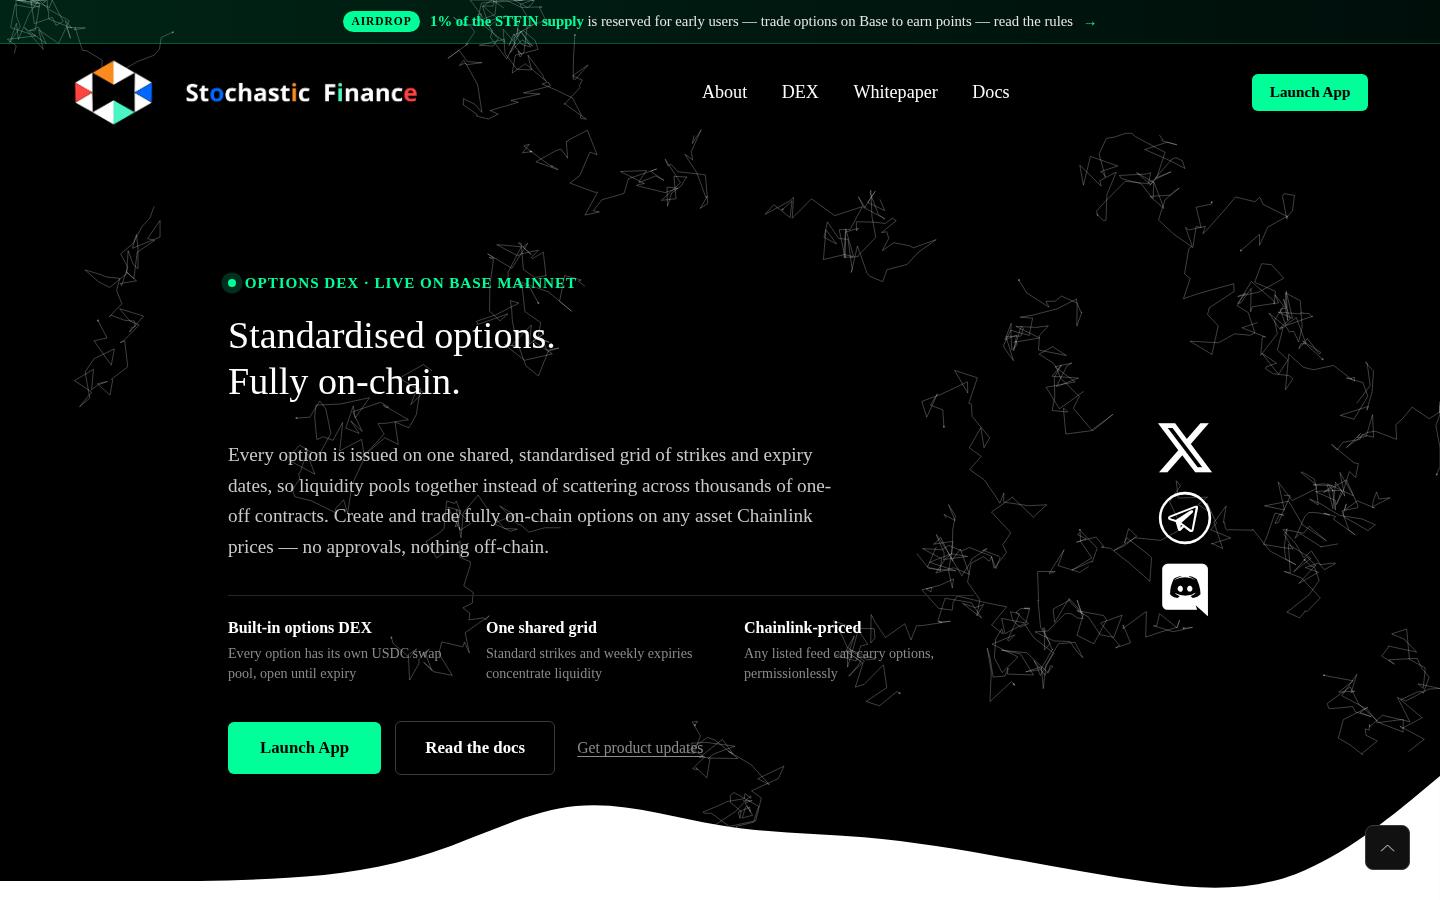 AIRDROP 1% of the STFIN supply is reserved for early users — trade options on Base to earn points — read the rules →
Stochastic Finance
About DEX Whitepaper Docs
Launch App
OPTIONS DEX · LIVE ON BASE MAINNET
Standardised options.
Fully on-chain.
Every option is issued on one shared, standardised grid of strikes and expiry
dates, so liquidity pools together instead of scattering across thousands of one-
off contracts. Create and trade fully on-chain options on any asset Chainlink
prices — no approvals, nothing off-chain.
Built-in options DEX
Every option has its own USDC swap
pool, open until expiry
One shared grid
Standard strikes and weekly expiries
concentrate liquidity
Chainlink-priced
Any listed feed can carry options,
permissionlessly
Launch App
Read the docs
Get product updates